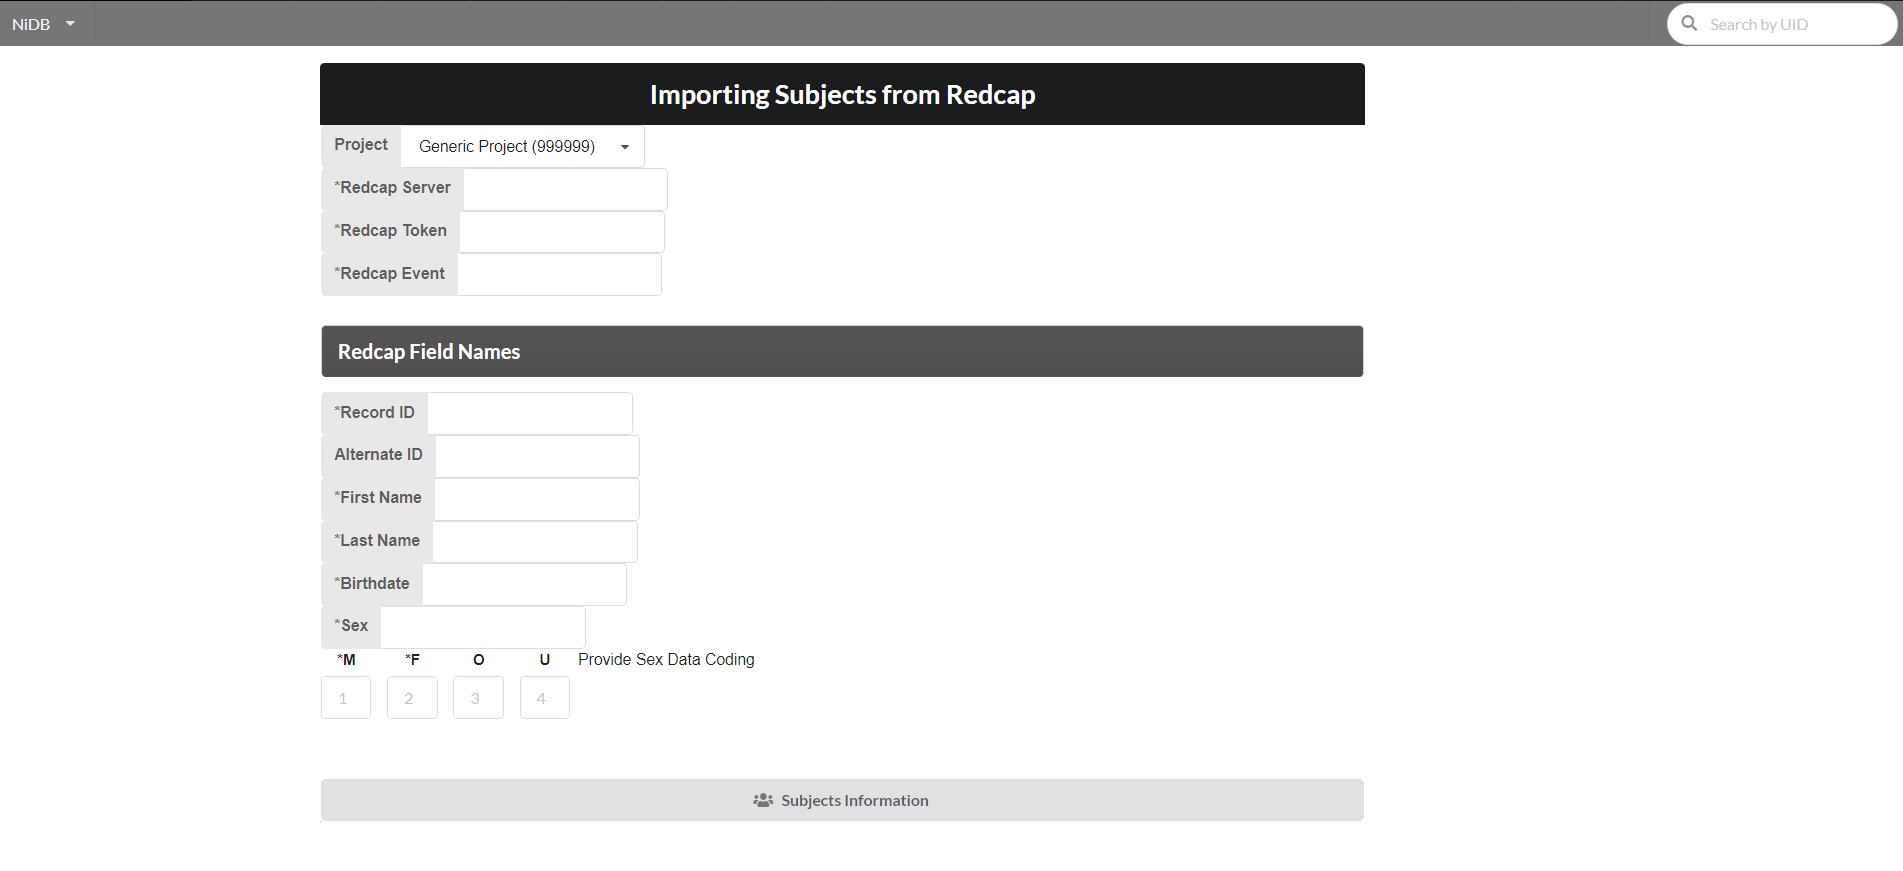 NiDB
Search by UID
Importing Subjects from Redcap
Project Generic Project (999999)
*Redcap Server
*Redcap Token
*Redcap Event
Redcap Field Names
*Record ID
Alternate ID
*First Name
*Last Name
*Birthdate
*Sex
*M *F O U Provide Sex Data Coding
1 2 3 4
Subjects Information